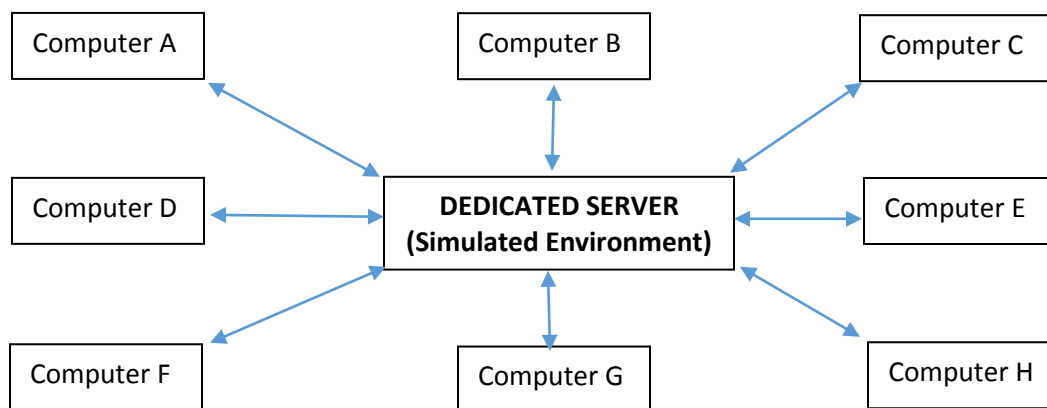 Computer A
Computer B
Computer C
Computer D
DEDICATED SERVER
(Simulated Environment)
Computer E
Computer F
Computer G
Computer H